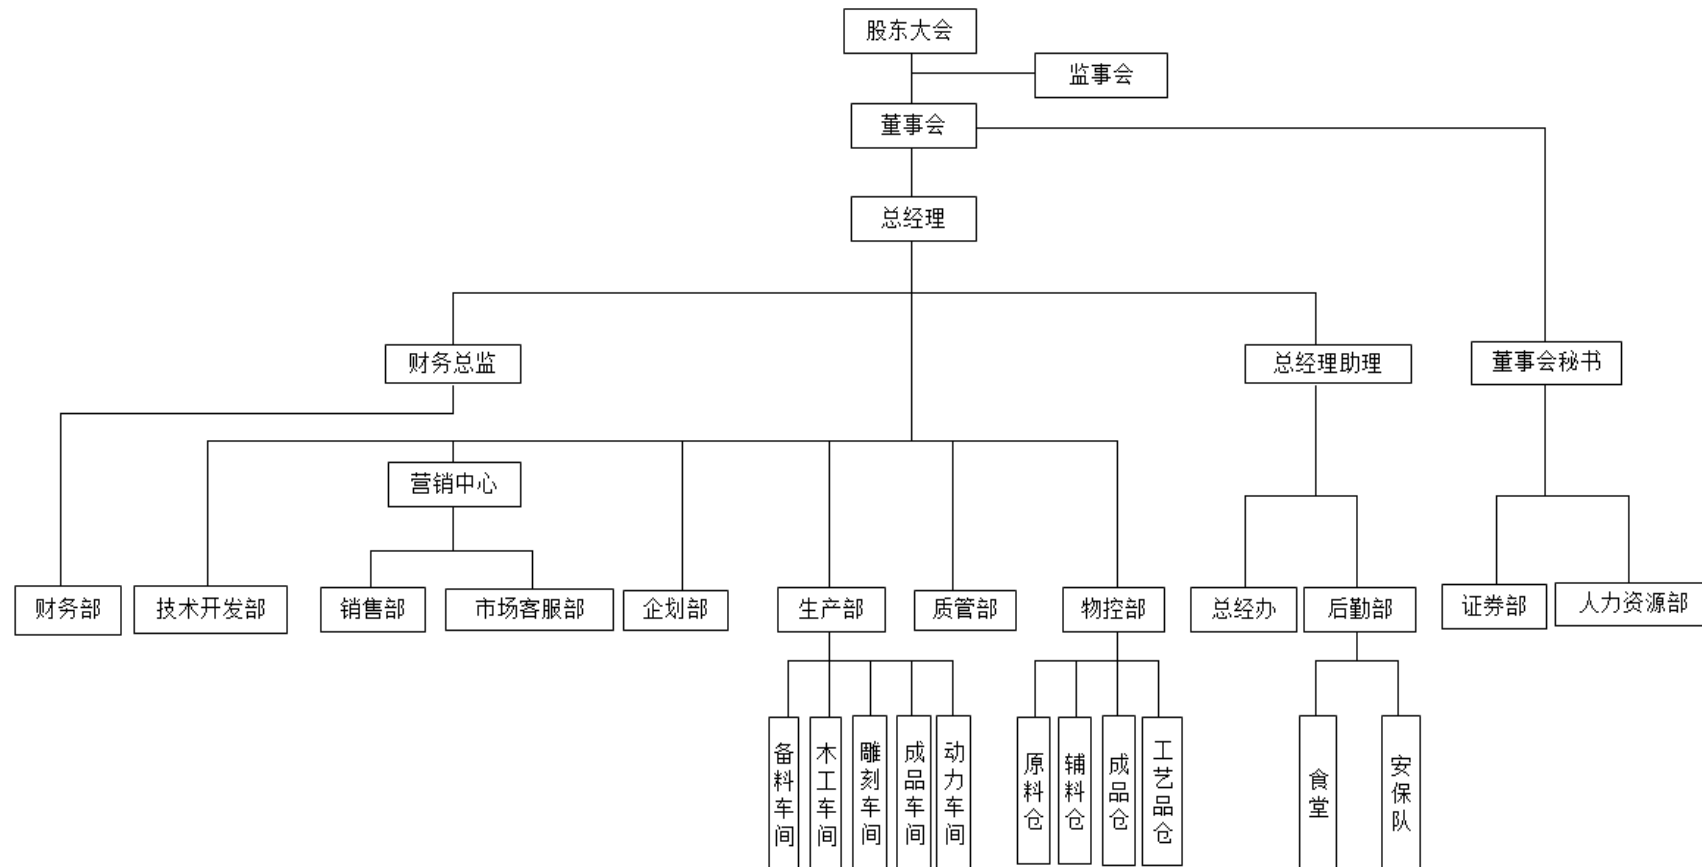 股东大会
监事会
董事会
总经理
财务总监
总经理助理
董事会秘书
营销中心
财务部
技术开发部
销售部
市场客服部
企划部
生产部
质管部
物控部
总经办
后勤部
证券部
人力资源部
备料车间
木工车间
雕刻车间
成品车间
动力车间
原料仓
辅料仓
成品仓
工艺品仓
食堂
安保队